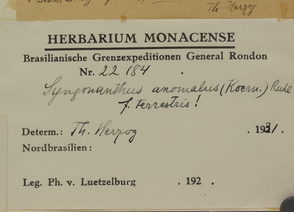 Th. Herzog
HERBARIUM MONACENSE
Brasilianische Grenzexpeditionen General Rondon
Nr. 22 184 .
Syngonanthus anomalus (Koern.) Ruhl
f. terrestris!
Determ.: Th. Herzog . 1931.
Nordbrasilien:
Leg. Ph. v. Luetzelburg . 192 .